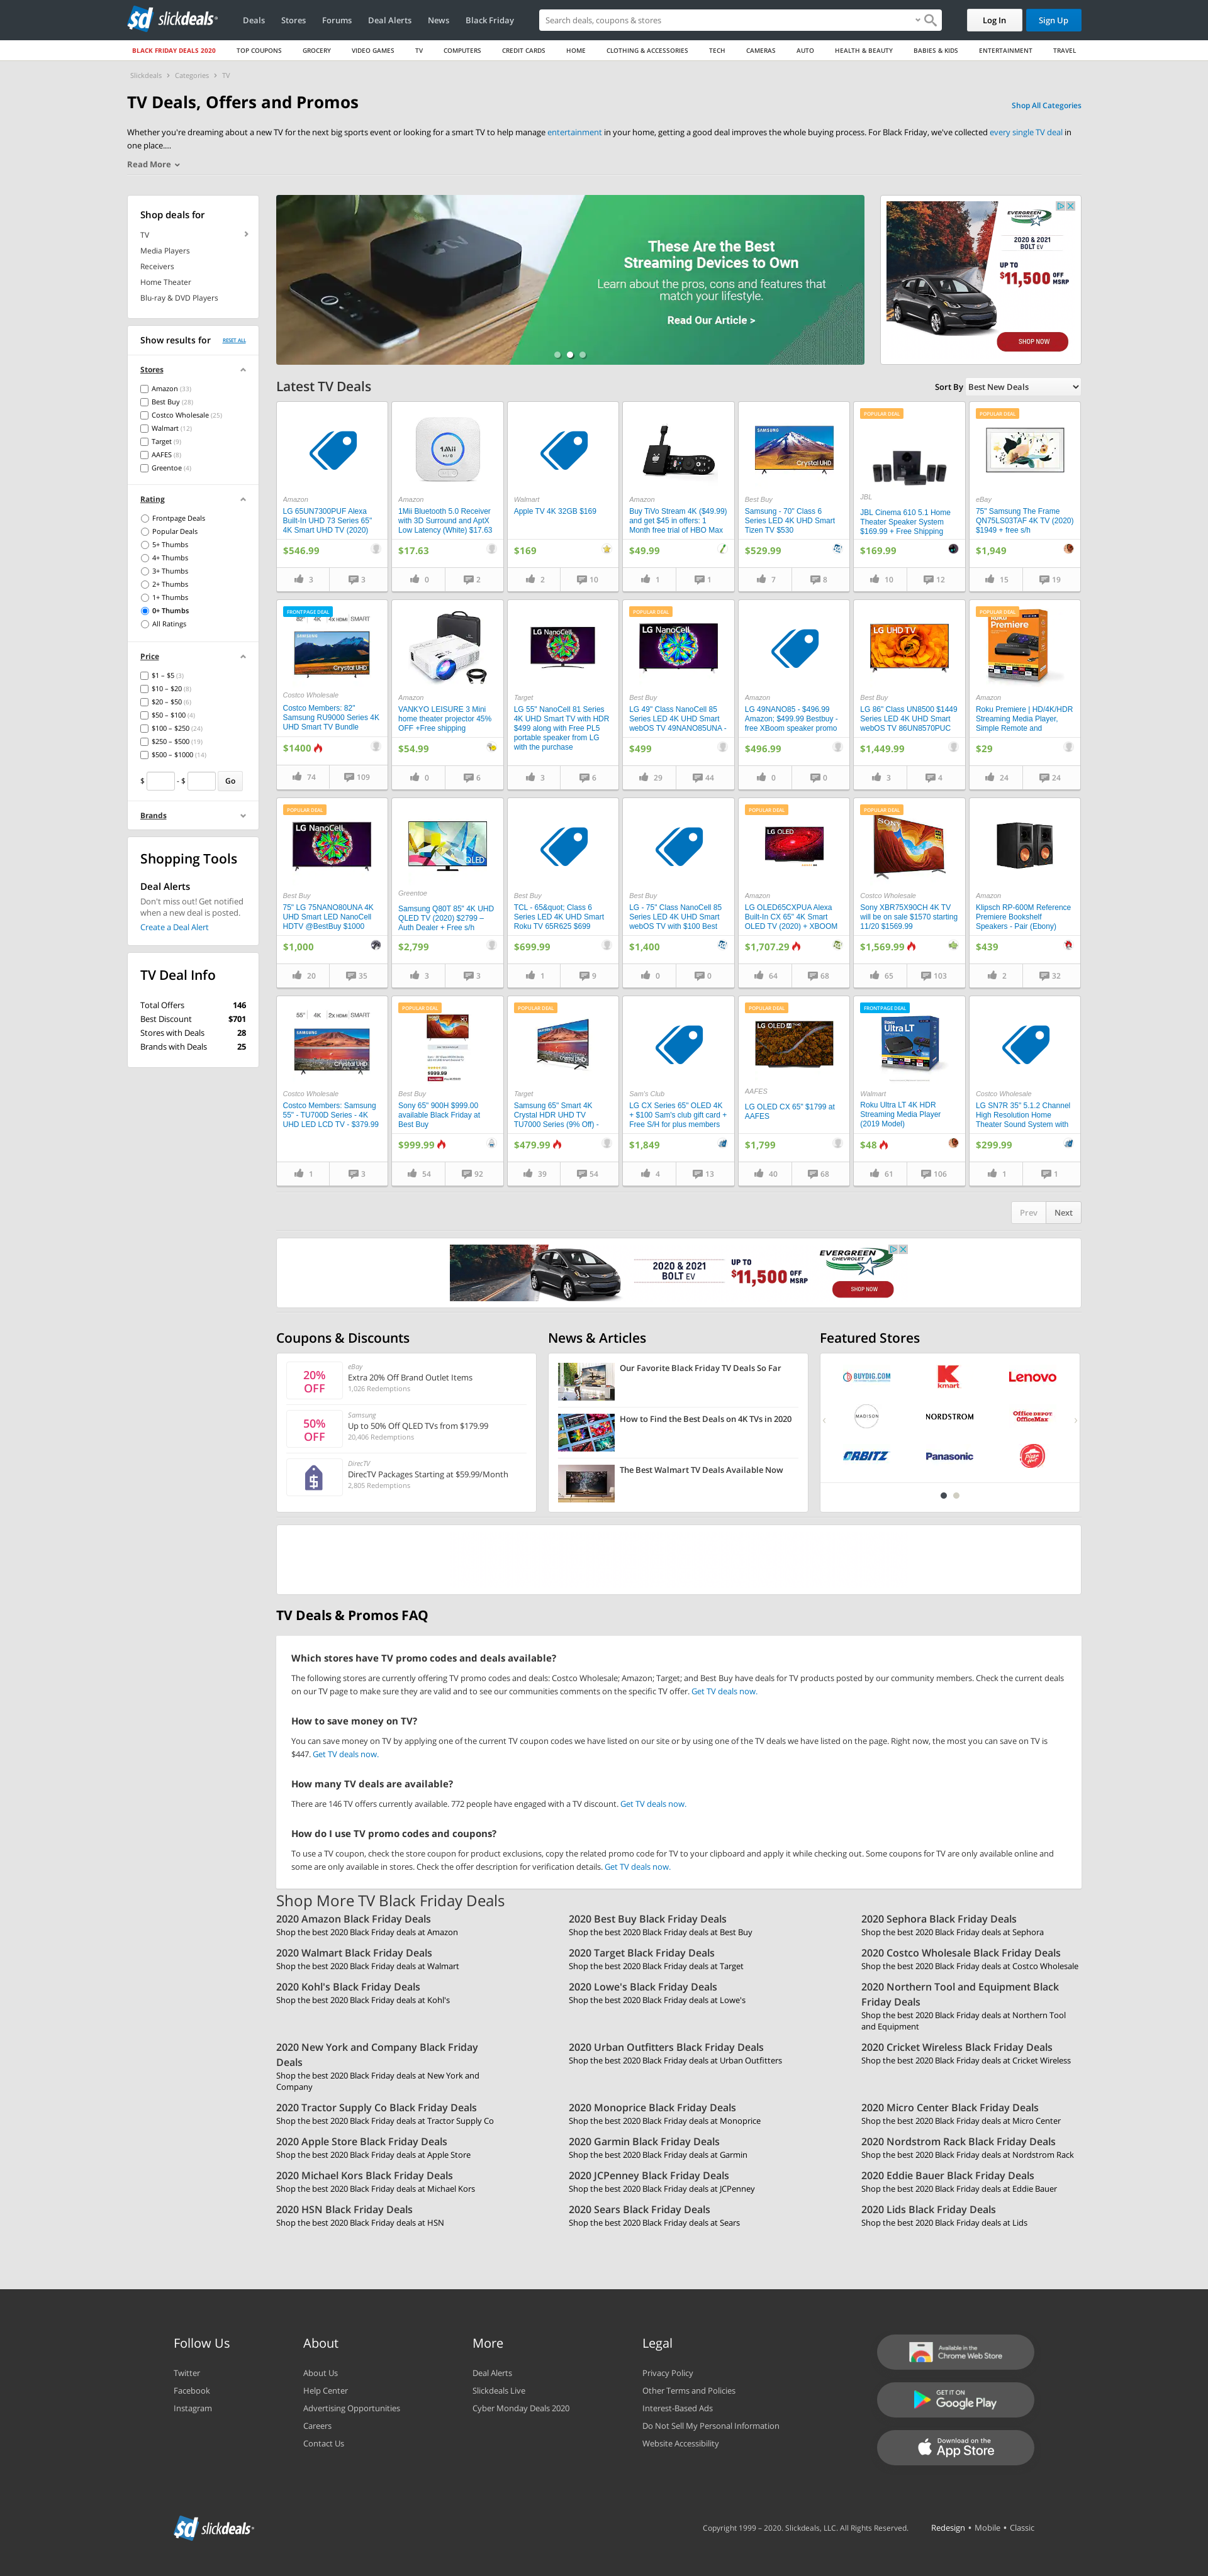 sd slickdeals
Deals
Stores
Forums
Deal Alerts
News
Black Friday
Search deals, coupons & stores
Log In
Sign Up
BLACK FRIDAY DEALS 2020
TOP COUPONS
GROCERY
VIDEO GAMES
TV
COMPUTERS
CREDIT CARDS
HOME
CLOTHING & ACCESSORIES
TECH
CAMERAS
AUTO
HEALTH & BEAUTY
BABIES & KIDS
ENTERTAINMENT
TRAVEL
Slickdeals > Categories > TV
TV Deals, Offers and Promos
Shop All Categories
Whether you're dreaming about a new TV for the next big sports event or looking for a smart TV to help manage entertainment in your home, getting a good deal improves the whole buying process. For Black Friday, we've collected every single TV deal in
one place....
Read More
Shop deals for
TV
Media Players
Receivers
Home Theater
Blu-ray & DVD Players
Show results for
RESET ALL
Stores
Amazon (33)
Best Buy (28)
Costco Wholesale (25)
Walmart (12)
Target (9)
AAFES (8)
Greentoe (4)
Rating
Frontpage Deals
Popular Deals
5+ Thumbs
4+ Thumbs
3+ Thumbs
2+ Thumbs
1+ Thumbs
0+ Thumbs
All Ratings
Price
$1 – $5 (3)
$10 – $20 (8)
$20 – $50 (6)
$50 – $100 (4)
$100 – $250 (24)
$250 – $500 (19)
$500 – $1000 (14)
$ - $ Go
Brands
Shopping Tools
Deal Alerts
Don't miss out! Get notified
when a new deal is posted.
Create a Deal Alert
TV Deal Info
Total Offers 146
Best Discount $701
Stores with Deals 28
Brands with Deals 25
These Are the Best
Streaming Devices to Own
Learn about the pros, cons and features that
match your lifestyle.
Read Our Article >
EVERGREEN
CHEVROLET
2020 & 2021
BOLT EV
UP TO
$11,500 OFF MSRP
SHOP NOW
Latest TV Deals
Sort By Best New Deals
Amazon
LG 65UN7300PUF Alexa
Built-In UHD 73 Series 65"
4K Smart UHD TV (2020)
$546.99
3 3
Amazon
1Mii Bluetooth 5.0 Receiver
with 3D Surround and AptX
Low Latency (White) $17.63
$17.63
0 2
Walmart
Apple TV 4K 32GB $169
$169
2 10
Amazon
Buy TiVo Stream 4K ($49.99)
and get $45 in offers: 1
Month free trial of HBO Max
$49.99
1 1
SAMSUNG
Crystal UHD
Best Buy
Samsung - 70" Class 6
Series LED 4K UHD Smart
Tizen TV $530
$529.99
7 8
POPULAR DEAL
JBL
JBL Cinema 610 5.1 Home
Theater Speaker System
$169.99 + Free Shipping
$169.99
10 12
POPULAR DEAL
eBay
75" Samsung The Frame
QN75LS03TAF 4K TV (2020)
$1949 + free s/h
$1,949
15 19
FRONTPAGE DEAL
82" 4K 4x HDMI SMART
SAMSUNG
Crystal UHD
Costco Wholesale
Costco Members: 82"
Samsung RU9000 Series 4K
UHD Smart TV Bundle
$1400
74 109
Amazon
VANKYO LEISURE 3 Mini
home theater projector 45%
OFF +Free shipping
$54.99
0 6
LG NanoCell
Target
LG 55" NanoCell 81 Series
4K UHD Smart TV with HDR
$499 along with Free PL5
portable speaker from LG
with the purchase
3 6
POPULAR DEAL
LG NanoCell
Best Buy
LG 49" Class NanoCell 85
Series LED 4K UHD Smart
webOS TV 49NANO85UNA -
$499
29 44
Amazon
LG 49NANO85 - $496.99
Amazon; $499.99 Bestbuy -
free XBoom speaker promo
$496.99
0 0
LG UHD TV
Best Buy
LG 86" Class UN8500 $1449
Series LED 4K UHD Smart
webOS TV 86UN8570PUC
$1,449.99
3 4
POPULAR DEAL
Roku
Premiere
Amazon
Roku Premiere | HD/4K/HDR
Streaming Media Player,
Simple Remote and
$29
24 24
POPULAR DEAL
LG NanoCell
Best Buy
75" LG 75NANO80UNA 4K
UHD Smart LED NanoCell
HDTV @BestBuy $1000
$1,000
20 35
QLED
Greentoe
Samsung Q80T 85" 4K UHD
QLED TV (2020) $2799 –
Auth Dealer + Free s/h
$2,799
3 3
Best Buy
TCL - 65&quot; Class 6
Series LED 4K UHD Smart
Roku TV 65R625 $699
$699.99
1 9
Best Buy
LG - 75" Class NanoCell 85
Series LED 4K UHD Smart
webOS TV with $100 Best
$1,400
0 0
POPULAR DEAL
LG OLED
Amazon
LG OLED65CXPUA Alexa
Built-In CX 65" 4K Smart
OLED TV (2020) + XBOOM
$1,707.29
64 68
POPULAR DEAL
SONY
Costco Wholesale
Sony XBR75X90CH 4K TV
will be on sale $1570 starting
11/20 $1569.99
$1,569.99
65 103
Amazon
Klipsch RP-600M Reference
Premiere Bookshelf
Speakers - Pair (Ebony)
$439
2 32
55" 4K 2x HDMI SMART
SAMSUNG
Crystal UHD
Costco Wholesale
Costco Members: Samsung
55" - TU700D Series - 4K
UHD LED LCD TV - $379.99
1 3
POPULAR DEAL
$999.99
Best Buy
Sony 65" 900H $999.00
available Black Friday at
Best Buy
$999.99
54 92
POPULAR DEAL
Target
Samsung 65" Smart 4K
Crystal HDR UHD TV
TU7000 Series (9% Off) -
$479.99
39 54
Sam's Club
LG CX Series 65" OLED 4K
+ $100 Sam's club gift card +
Free S/H for plus members
$1,849
4 13
POPULAR DEAL
LG OLED
AAFES
LG OLED CX 65" $1799 at
AAFES
$1,799
40 68
FRONTPAGE DEAL
Roku
Ultra LT
Walmart
Roku Ultra LT 4K HDR
Streaming Media Player
(2019 Model)
$48
61 106
Costco Wholesale
LG SN7R 35" 5.1.2 Channel
High Resolution Home
Theater Sound System with
$299.99
1 1
Prev Next
2020 & 2021
BOLT EV
UP TO
$11,500 OFF MSRP
EVERGREEN
CHEVROLET
SHOP NOW
Coupons & Discounts
20%
OFF
eBay
Extra 20% Off Brand Outlet Items
1,026 Redemptions
50%
OFF
Samsung
Up to 50% Off QLED TVs from $179.99
20,406 Redemptions
DirecTV
DirecTV Packages Starting at $59.99/Month
2,805 Redemptions
News & Articles
Our Favorite Black Friday TV Deals So Far
How to Find the Best Deals on 4K TVs in 2020
The Best Walmart TV Deals Available Now
Featured Stores
BUYDIG.COM
kmart
Lenovo
MADISON
NORDSTROM
Office DEPOT
OfficeMax
ORBITZ
Panasonic
Pizza Hut
TV Deals & Promos FAQ
Which stores have TV promo codes and deals available?
The following stores are currently offering TV promo codes and deals: Costco Wholesale; Amazon; Target; and Best Buy have deals for TV products posted by our community members. Check the current deals
on our TV page to make sure they are valid and to see our communities comments on the specific TV offer. Get TV deals now.
How to save money on TV?
You can save money on TV by applying one of the current TV coupon codes we have listed on our site or by using one of the TV deals we have listed on the page. Right now, the most you can save on TV is
$447. Get TV deals now.
How many TV deals are available?
There are 146 TV offers currently available. 772 people have engaged with a TV discount. Get TV deals now.
How do I use TV promo codes and coupons?
To use a TV coupon, check the store coupon for product exclusions, copy the related promo code for TV to your clipboard and apply it while checking out. Some coupons for TV are only available online and
some are only available in stores. Check the offer description for verification details. Get TV deals now.
Shop More TV Black Friday Deals
2020 Amazon Black Friday Deals
Shop the best 2020 Black Friday deals at Amazon
2020 Best Buy Black Friday Deals
Shop the best 2020 Black Friday deals at Best Buy
2020 Sephora Black Friday Deals
Shop the best 2020 Black Friday deals at Sephora
2020 Walmart Black Friday Deals
Shop the best 2020 Black Friday deals at Walmart
2020 Target Black Friday Deals
Shop the best 2020 Black Friday deals at Target
2020 Costco Wholesale Black Friday Deals
Shop the best 2020 Black Friday deals at Costco Wholesale
2020 Kohl's Black Friday Deals
Shop the best 2020 Black Friday deals at Kohl's
2020 Lowe's Black Friday Deals
Shop the best 2020 Black Friday deals at Lowe's
2020 Northern Tool and Equipment Black
Friday Deals
Shop the best 2020 Black Friday deals at Northern Tool
and Equipment
2020 New York and Company Black Friday
Deals
Shop the best 2020 Black Friday deals at New York and
Company
2020 Urban Outfitters Black Friday Deals
Shop the best 2020 Black Friday deals at Urban Outfitters
2020 Cricket Wireless Black Friday Deals
Shop the best 2020 Black Friday deals at Cricket Wireless
2020 Tractor Supply Co Black Friday Deals
Shop the best 2020 Black Friday deals at Tractor Supply Co
2020 Monoprice Black Friday Deals
Shop the best 2020 Black Friday deals at Monoprice
2020 Micro Center Black Friday Deals
Shop the best 2020 Black Friday deals at Micro Center
2020 Apple Store Black Friday Deals
Shop the best 2020 Black Friday deals at Apple Store
2020 Garmin Black Friday Deals
Shop the best 2020 Black Friday deals at Garmin
2020 Nordstrom Rack Black Friday Deals
Shop the best 2020 Black Friday deals at Nordstrom Rack
2020 Michael Kors Black Friday Deals
Shop the best 2020 Black Friday deals at Michael Kors
2020 JCPenney Black Friday Deals
Shop the best 2020 Black Friday deals at JCPenney
2020 Eddie Bauer Black Friday Deals
Shop the best 2020 Black Friday deals at Eddie Bauer
2020 HSN Black Friday Deals
Shop the best 2020 Black Friday deals at HSN
2020 Sears Black Friday Deals
Shop the best 2020 Black Friday deals at Sears
2020 Lids Black Friday Deals
Shop the best 2020 Black Friday deals at Lids
Follow Us
Twitter
Facebook
Instagram
About
About Us
Help Center
Advertising Opportunities
Careers
Contact Us
More
Deal Alerts
Slickdeals Live
Cyber Monday Deals 2020
Legal
Privacy Policy
Other Terms and Policies
Interest-Based Ads
Do Not Sell My Personal Information
Website Accessibility
Available in the
Chrome Web Store
GET IT ON
Google Play
Download on the
App Store
sd slickdeals
Copyright 1999 – 2020. Slickdeals, LLC. All Rights Reserved.
Redesign • Mobile • Classic